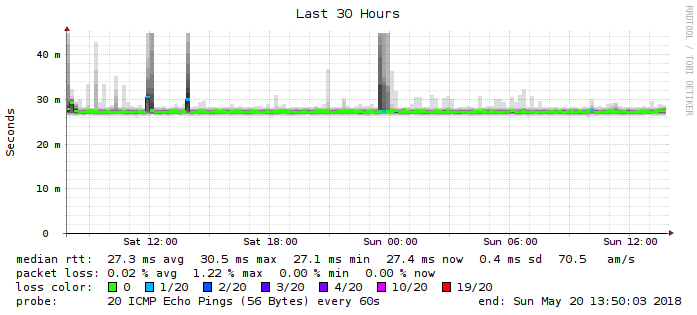 Last 30 Hours
RRDTOOL / TOBI OETIKER
Seconds
40 m
30 m
20 m
10 m
0
Sat 12:00 Sat 18:00 Sun 00:00 Sun 06:00 Sun 12:00
median rtt: 27.3 ms avg 30.5 ms max 27.1 ms min 27.4 ms now 0.4 ms sd 70.5 am/s
packet loss: 0.02 % avg 1.22 % max 0.00 % min 0.00 % now
loss color: 0 1/20 2/20 3/20 4/20 10/20 19/20
probe: 20 ICMP Echo Pings (56 Bytes) every 60s end: Sun May 20 13:50:03 2018